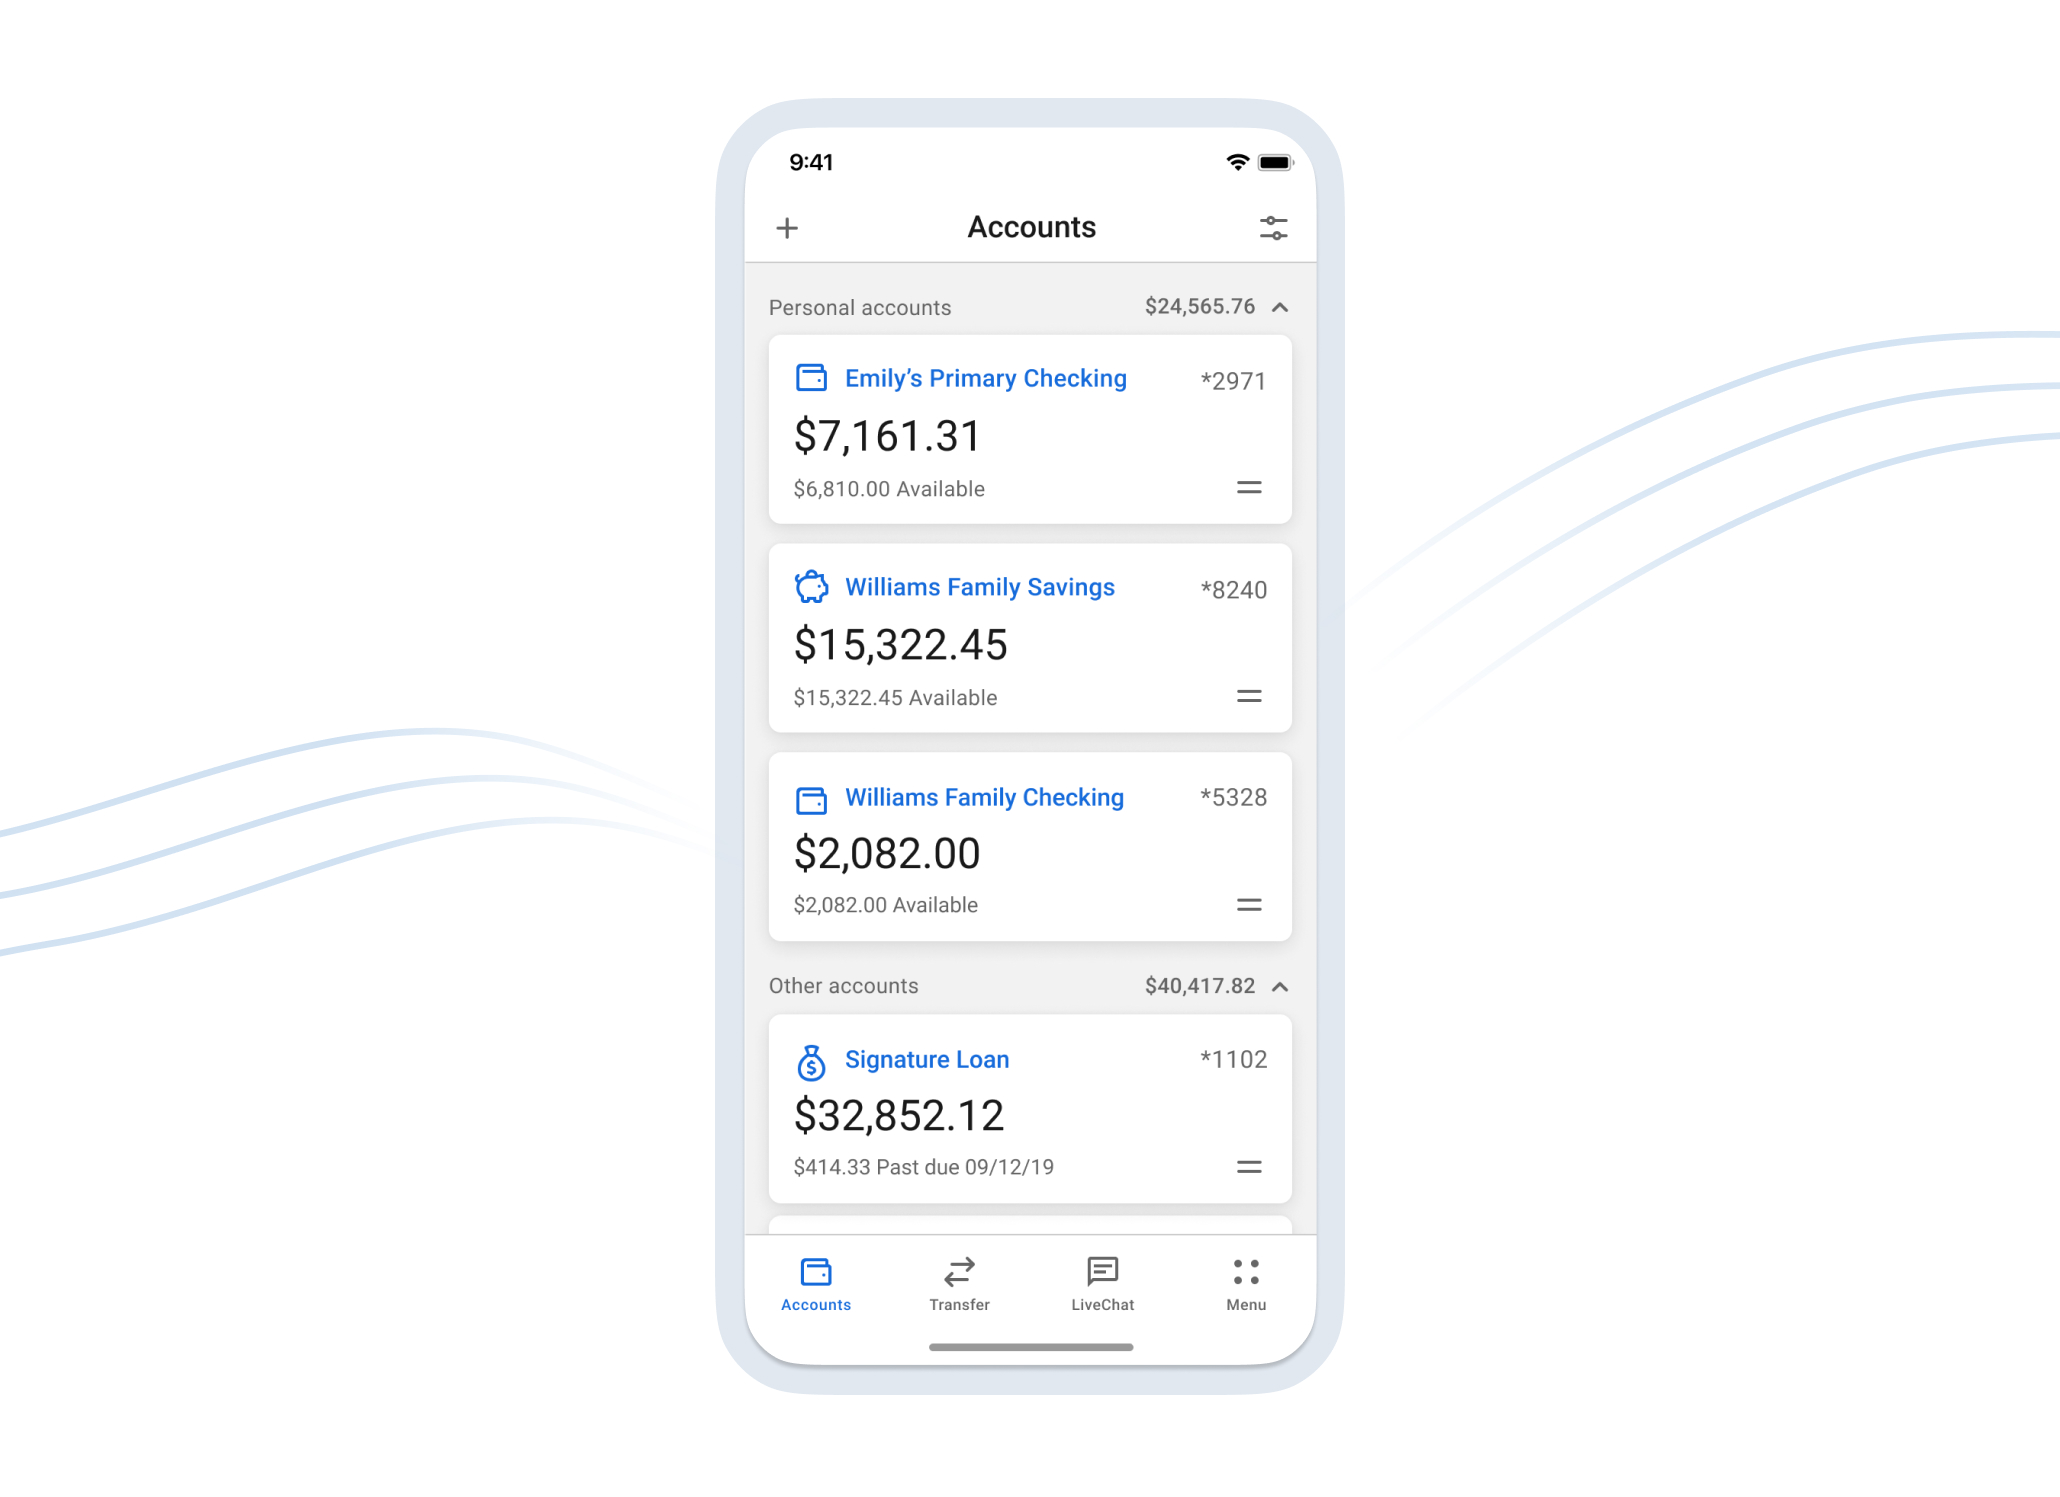 9:41
Accounts
Personal accounts $24,565.76
Emily’s Primary Checking *2971
$7,161.31
$6,810.00 Available
Williams Family Savings *8240
$15,322.45
$15,322.45 Available
Williams Family Checking *5328
$2,082.00
$2,082.00 Available
Other accounts $40,417.82
Signature Loan *1102
$32,852.12
$414.33 Past due 09/12/19
Accounts Transfer LiveChat Menu